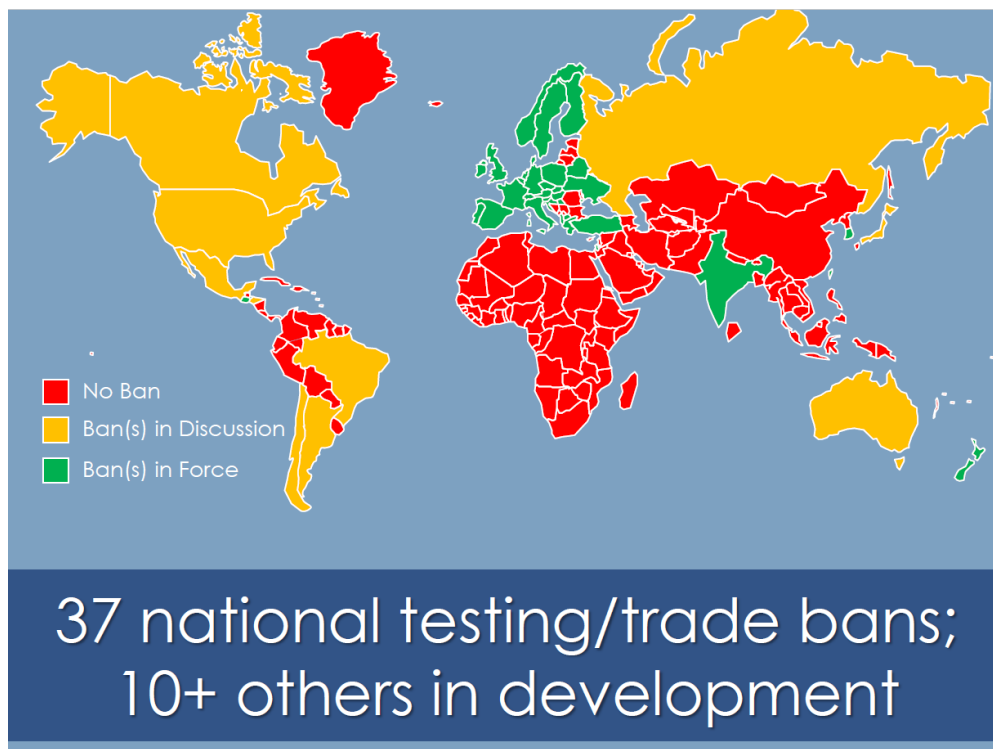 No Ban
Ban(s) in Discussion
Ban(s) in Force
37 national testing/trade bans;
10+ others in development